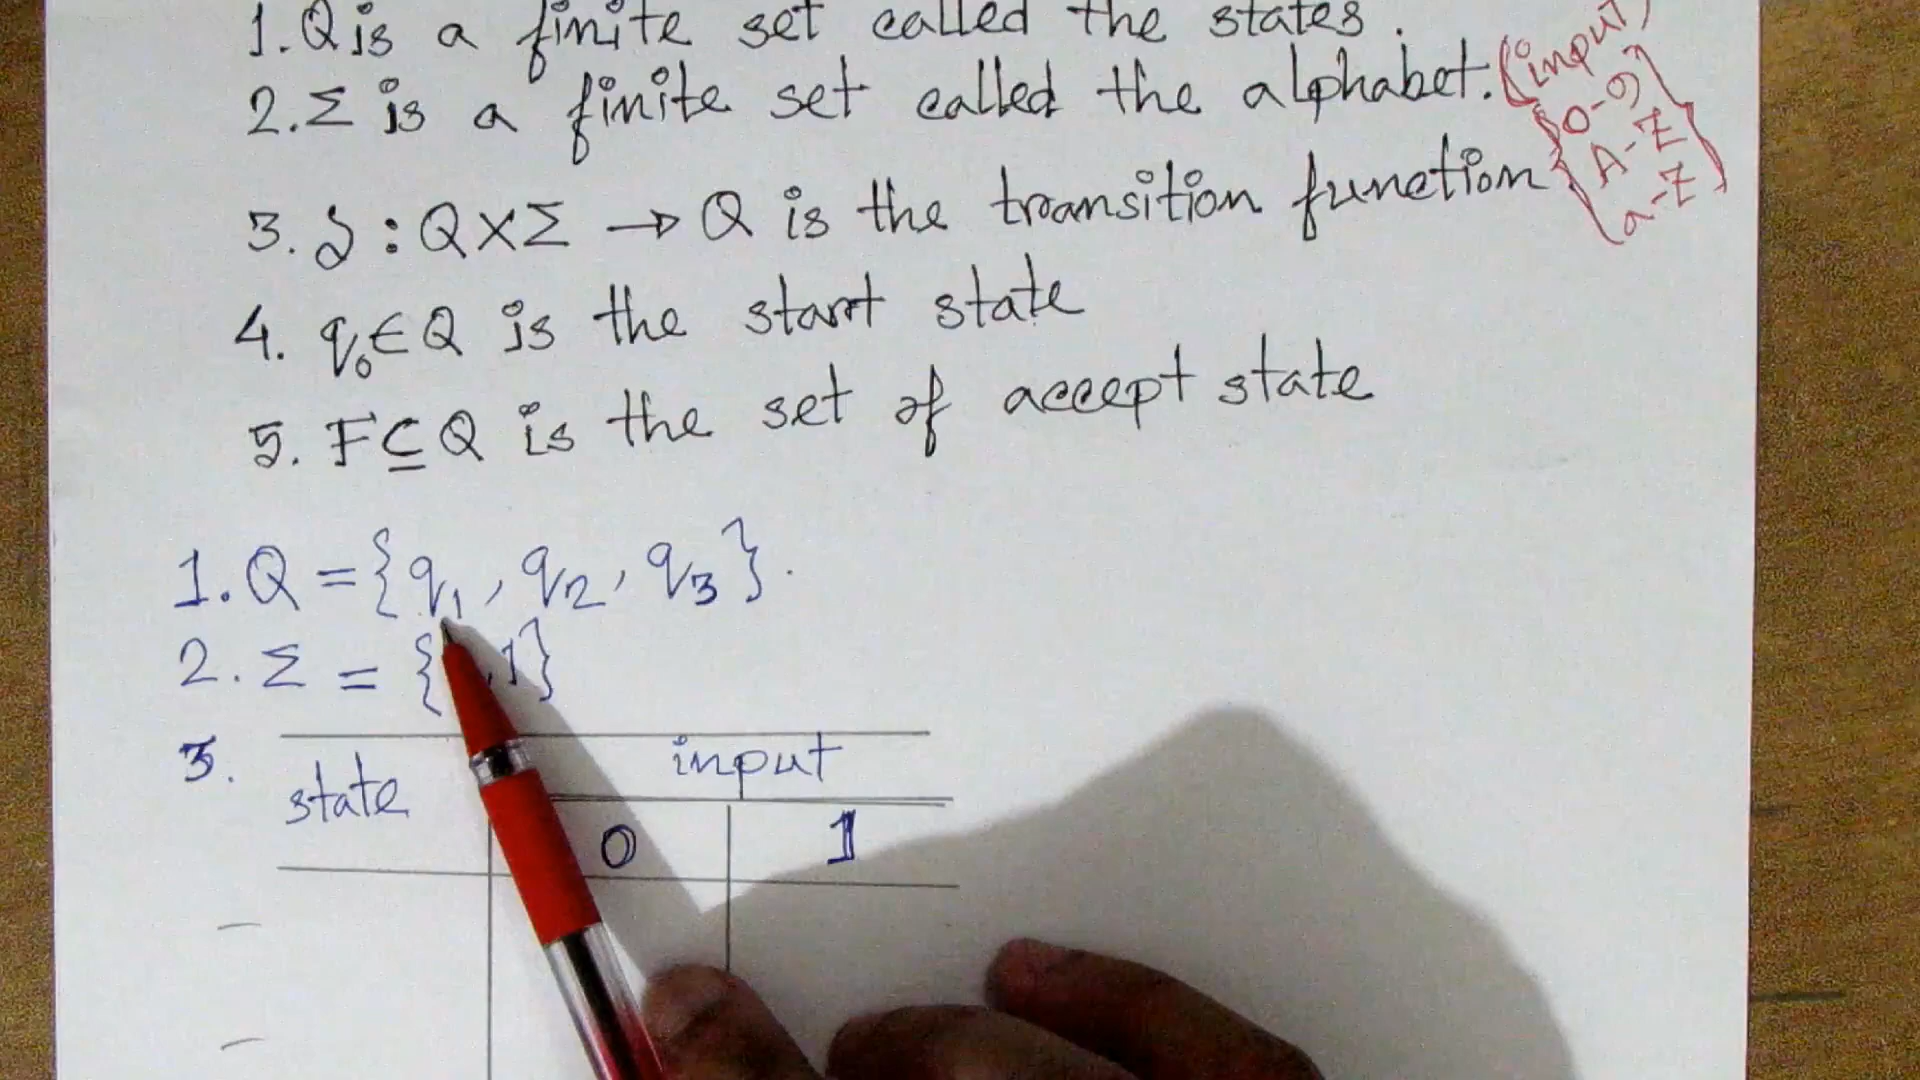 1. Q is a finite set called the states.
2. Σ is a finite set called the alphabet. (input)
{0-9
A-Z
a-z}
3. δ : Q×Σ → Q is the transition function
4. q0 ∈ Q is the start state
5. F ⊆ Q is the set of accept state
1. Q = {q1, q2, q3}.
2. Σ = { ,1}
3. state input
0 1